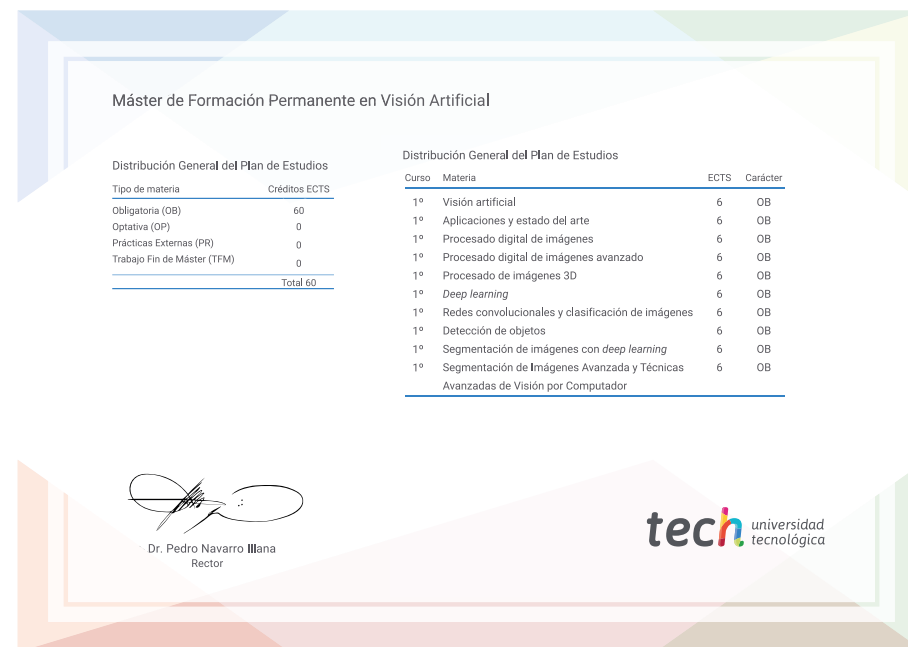 Máster de Formación Permanente en Visión Artificial
Distribución General del Plan de Estudios
Tipo de materia Créditos ECTS
Obligatoria (OB) 60
Optativa (OP) 0
Prácticas Externas (PR) 0
Trabajo Fin de Máster (TFM) 0
Total 60
Distribución General del Plan de Estudios
Curso Materia ECTS Carácter
1º Visión artificial 6 OB
1º Aplicaciones y estado del arte 6 OB
1º Procesado digital de imágenes 6 OB
1º Procesado digital de imágenes avanzado 6 OB
1º Procesado de imágenes 3D 6 OB
1º Deep learning 6 OB
1º Redes convolucionales y clasificación de imágenes 6 OB
1º Detección de objetos 6 OB
1º Segmentación de imágenes con deep learning 6 OB
1º Segmentación de Imágenes Avanzada y Técnicas 6 OB
Avanzadas de Visión por Computador
Dr. Pedro Navarro Illana
Rector
tech universidad
tecnológica